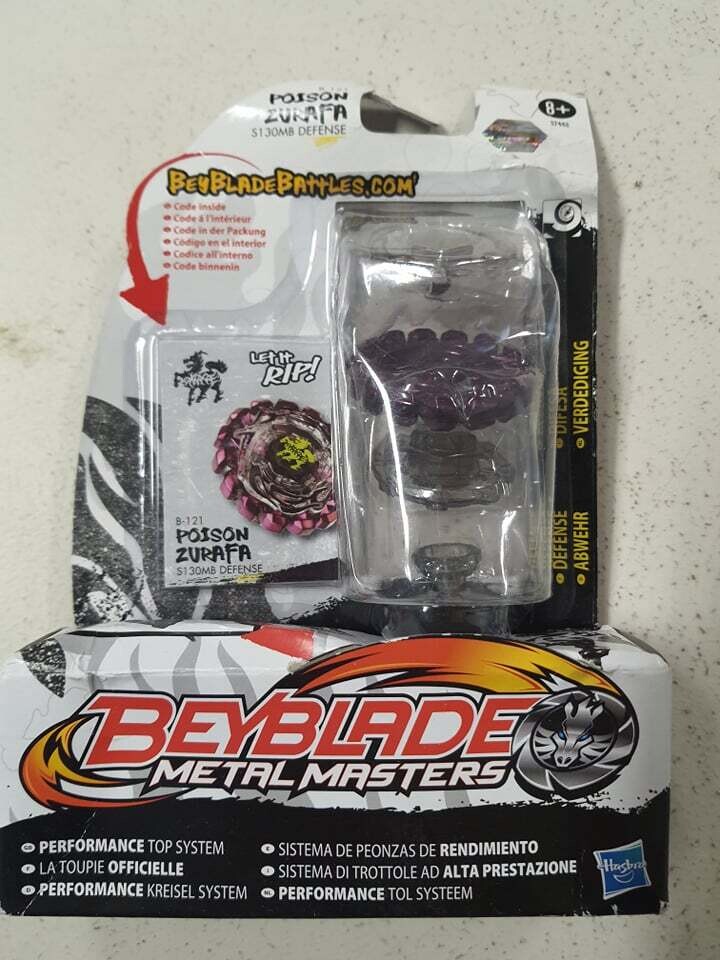 POISON
ZURAFA
S130MB DEFENSE
8+
BEYBLADEBATTLES.COM
Code inside
Code à l'intérieur
Code in der Packung
Código en el interior
Codice all'interno
Code binnenin
LET IT
RIP!
B-121
POISON
ZURAFA
S130MB DEFENSE
DIFESA
VERDEDIGING
DEFENSE
ABWEHR
BEYBLADE
METAL MASTERS
PERFORMANCE TOP SYSTEM
LA TOUPIE OFFICIELLE
PERFORMANCE KREISEL SYSTEM
SISTEMA DE PEONZAS DE RENDIMIENTO
SISTEMA DI TROTTOLE AD ALTA PRESTAZIONE
PERFORMANCE TOL SYSTEEM
Hasbro